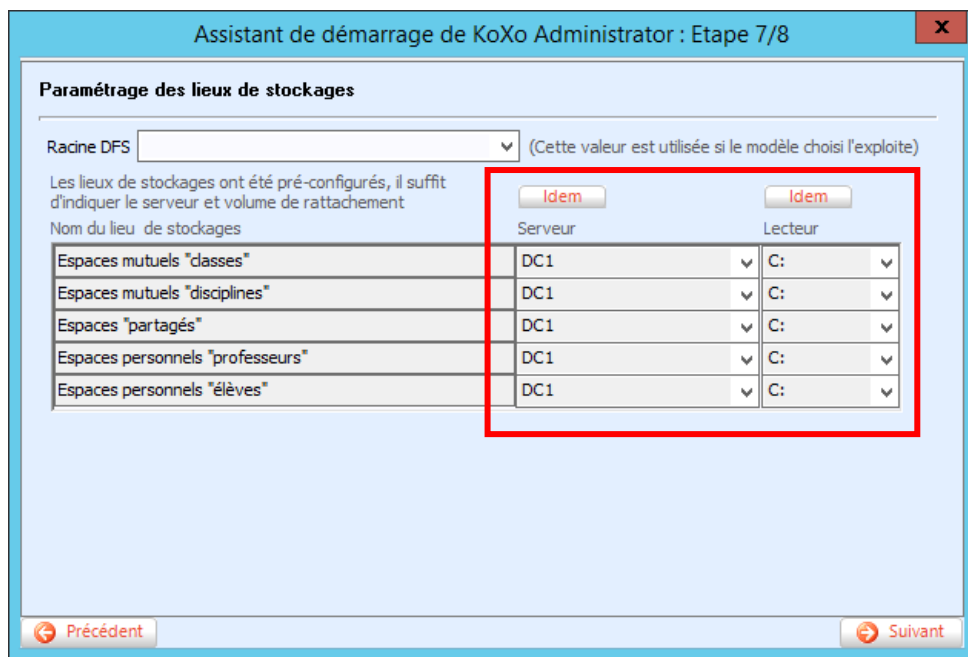 Assistant de démarrage de KoXo Administrator : Etape 7/8
x
Paramétrage des lieux de stockages
Racine DFS (Cette valeur est utilisée si le modèle choisi l'exploite)
Les lieux de stockages ont été pré-configurés, il suffit
d'indiquer le serveur et volume de rattachement
Idem Idem
Nom du lieu de stockages Serveur Lecteur
Espaces mutuels "classes" DC1 C:
Espaces mutuels "disciplines" DC1 C:
Espaces "partagés" DC1 C:
Espaces personnels "professeurs" DC1 C:
Espaces personnels "élèves" DC1 C:
Précédent Suivant